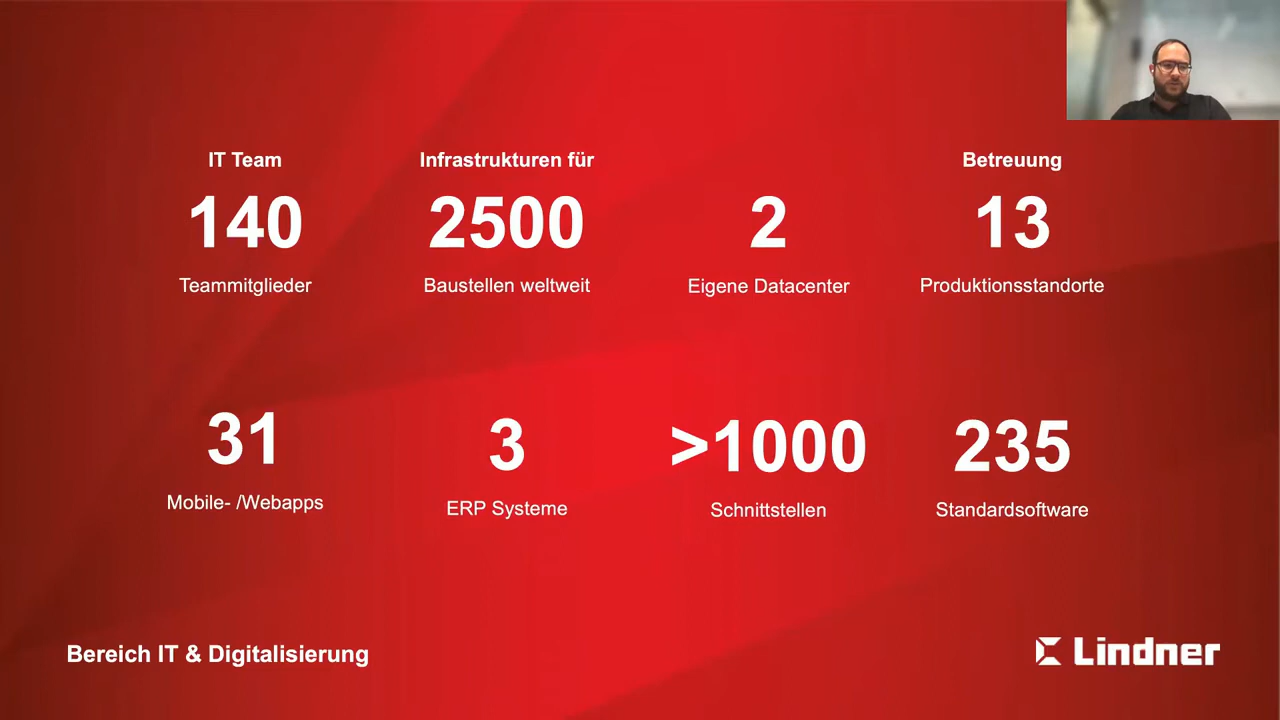 IT Team
140
Teammitglieder
Infrastrukturen für
2500
Baustellen weltweit
2
Eigene Datacenter
Betreuung
13
Produktionsstandorte
31
Mobile- /Webapps
3
ERP Systeme
>1000
Schnittstellen
235
Standardsoftware
Bereich IT & Digitalisierung
Lindner